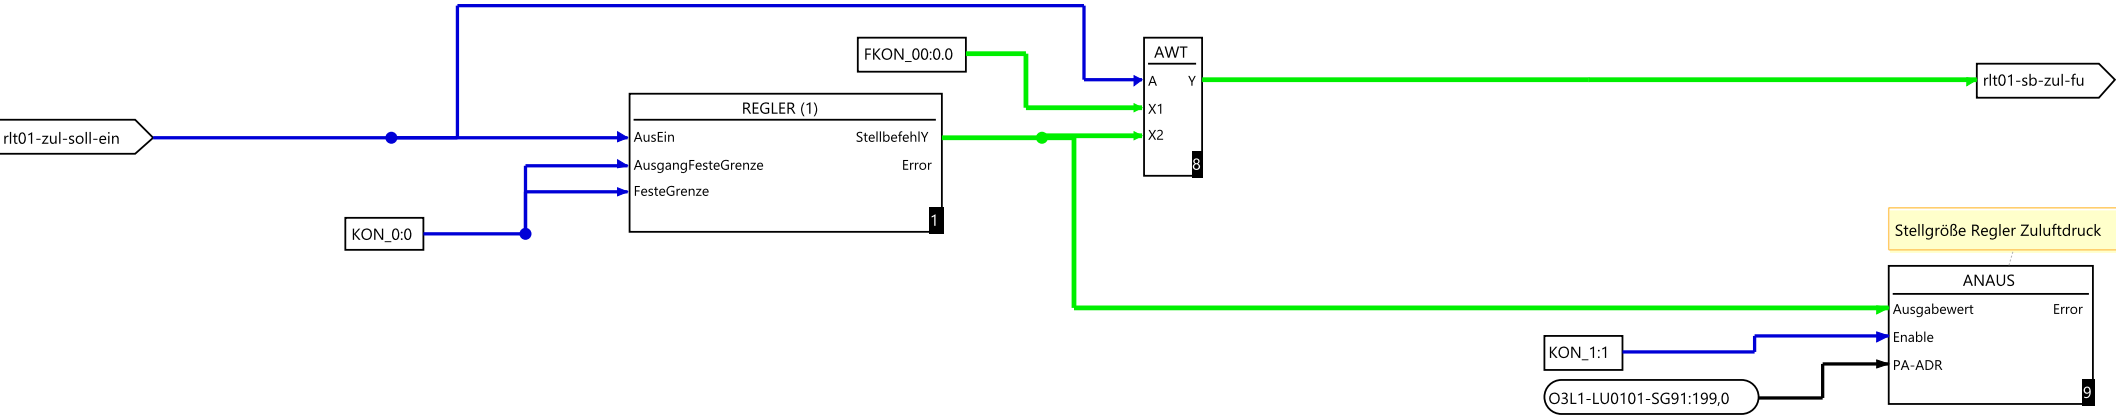 FKON_00:0.0
AWT
A
Y
X1
X2
8
rlt01-sb-zul-fu
rlt01-zul-soll-ein
REGLER (1)
AusEin
StellbefehlY
AusgangFesteGrenze
Error
FesteGrenze
1
KON_0:0
Stellgröße Regler Zuluftdruck
ANAUS
Ausgabewert
Error
Enable
PA-ADR
9
KON_1:1
O3L1-LU0101-SG91:199,0